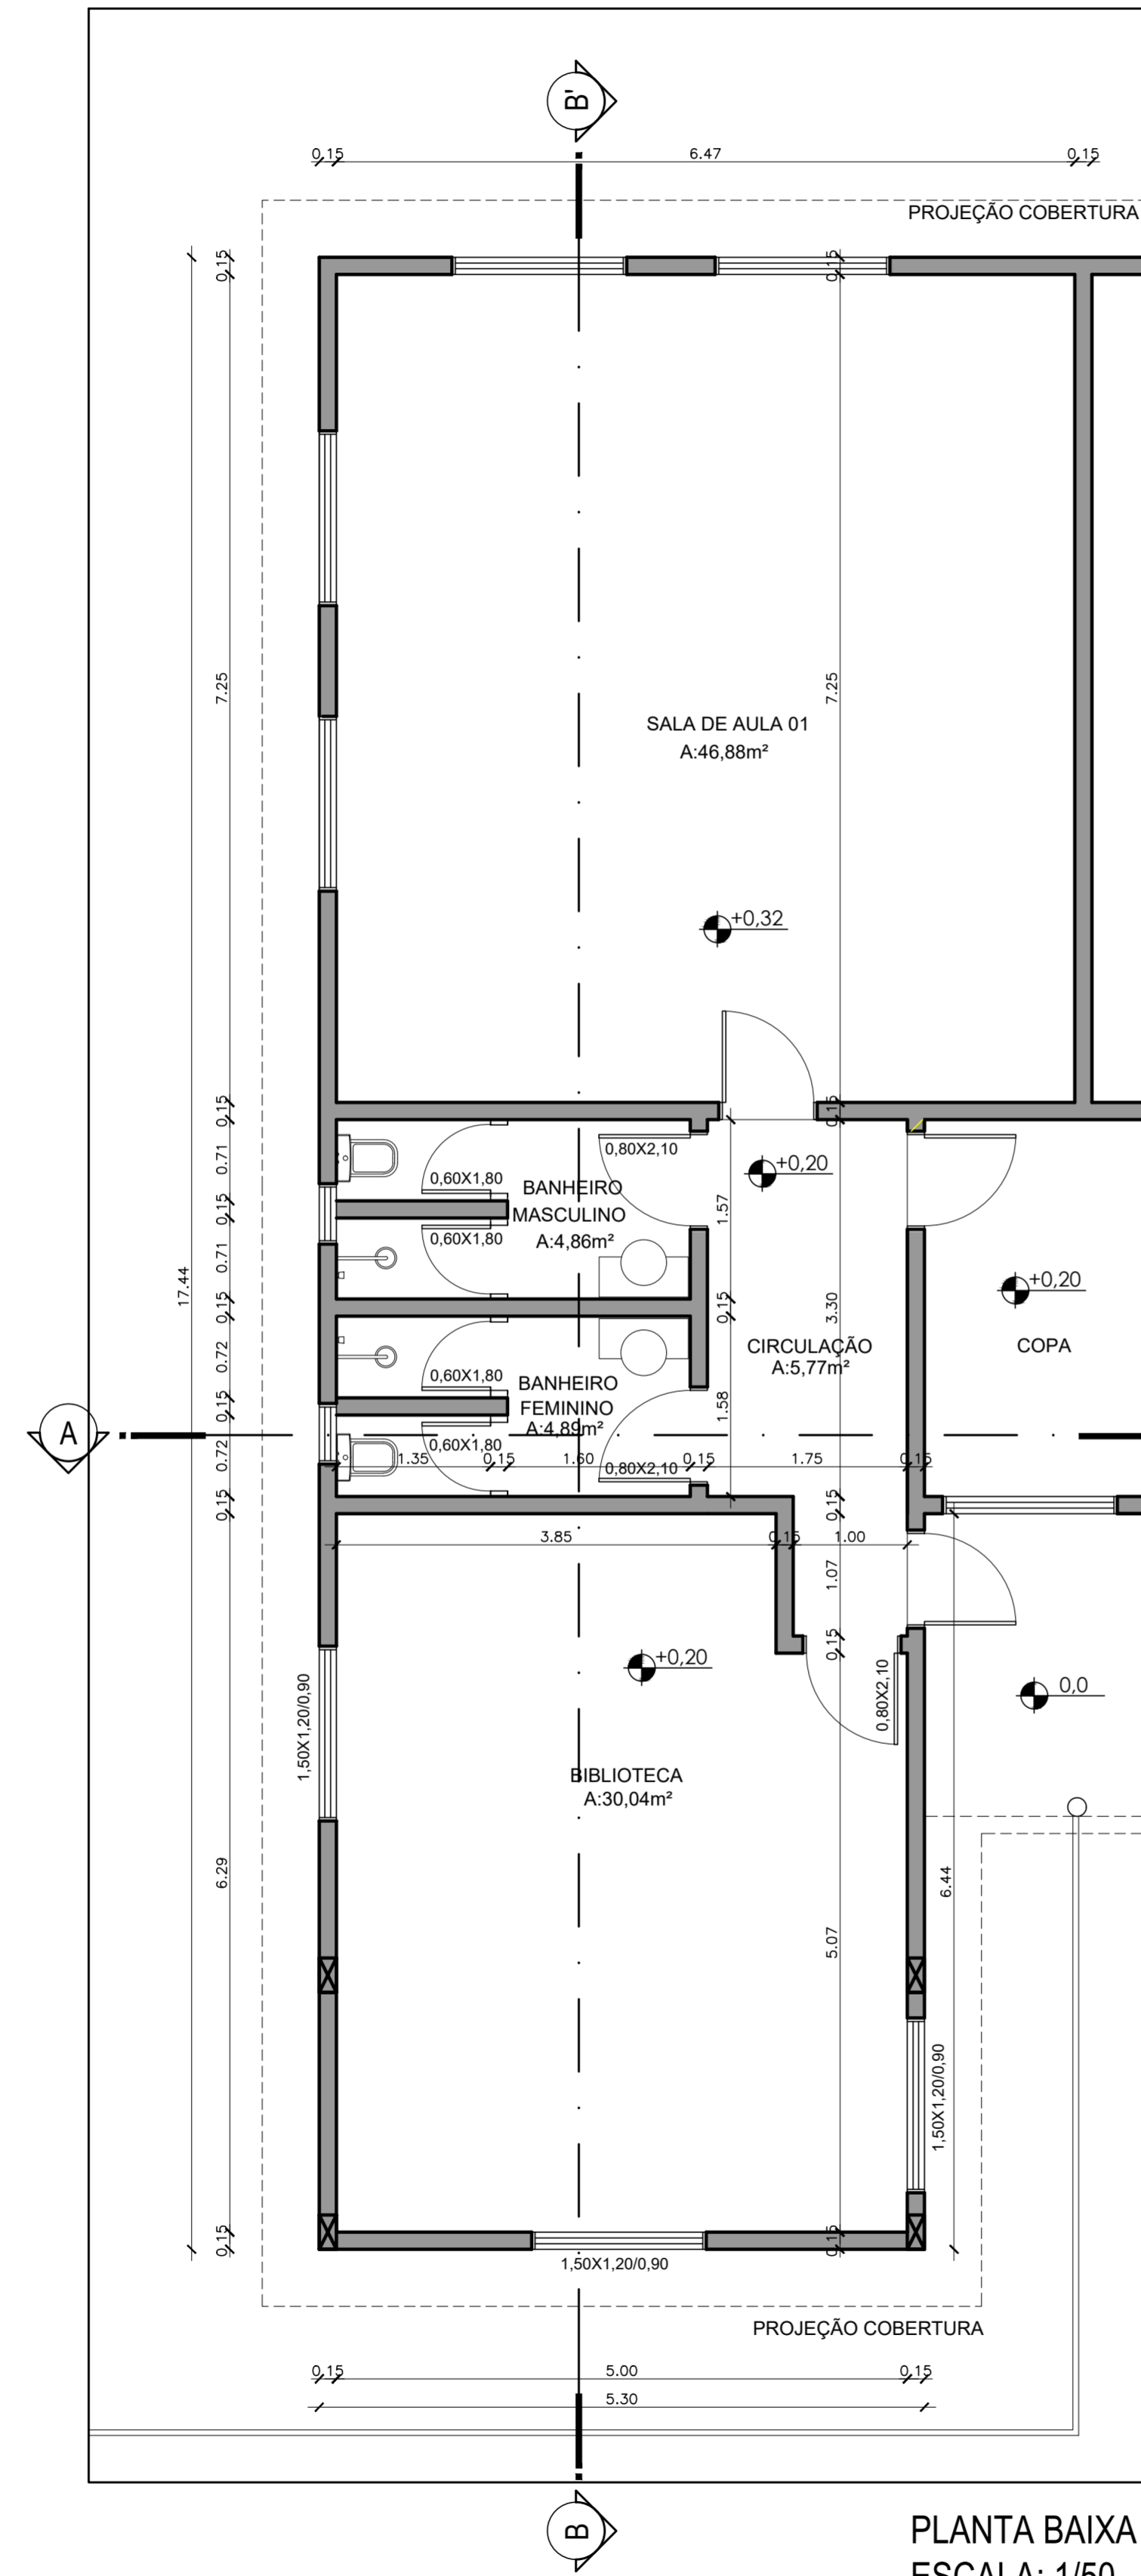 B'
0,15
6.47
0,15
PROJEÇÃO COBERTURA
0.15
0.15
7.25
7.25
SALA DE AULA 01
A:46,88m²
+0,32
0.15
0.15
0.71
0,80X2,10
+0,20
0,60X1,80
BANHEIRO
MASCULINO
0.15
1.57
0,60X1,80
A:4,86m²
0.71
+0,20
17.44
0.15
0.15
3.30
CIRCULAÇÃO
A:5,77m²
COPA
0.72
0,60X1,80
BANHEIRO
FEMININO
A:4,89m²
0.15
1.58
A
0,60X1,80
0.72
1.35
0.15
1.60
0,80X2,10
0.15
1.75
0.15
0.15
0.15
3.85
0.15
1.00
1.07
0.15
+0,20
0,80X2,10
0,0
1,50X1,20/0,90
BIBLIOTECA
A:30,04m²
6.29
6.44
5.07
1,50X1,20/0,90
0.15
0.15
1,50X1,20/0,90
PROJEÇÃO COBERTURA
0,15
5.00
0,15
5.30
B
PLANTA BAIXA
ESCALA: 1/50